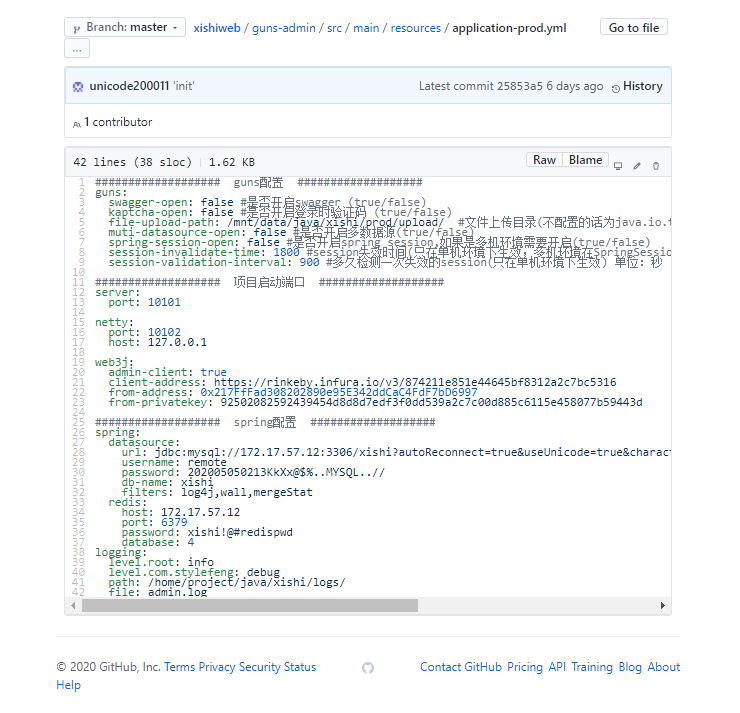 Branch: master
xishiweb / guns-admin / src / main / resources / application-prod.yml
Go to file
...
unicode200011 'init'
Latest commit 25853a5 6 days ago
History
1 contributor
42 lines (38 sloc) | 1.62 KB
Raw Blame
1 ################### guns配置 ###################
2 guns:
3 swagger-open: false #是否开启swagger (true/false)
4 kaptcha-open: false #是否开启登录时验证码 (true/false)
5 file-upload-path: /mnt/data/java/xishi/prod/upload/ #文件上传目录(不配置的话为java.io.t
6 muti-datasource-open: false #是否开启多数据源(true/false)
7 spring-session-open: false #是否开启spring session,如果是多机环境需要开启(true/false)
8 session-invalidate-time: 1800 #session失效时间(只在单机环境下生效，多机环境在SpringSession
9 session-validation-interval: 900 #多久检测一次失效的session(只在单机环境下生效) 单位：秒
10
11 ################### 项目启动端口 ###################
12 server:
13 port: 10101
14
15 netty:
16 port: 10102
17 host: 127.0.0.1
18
19 web3j:
20 admin-client: true
21 client-address: https://rinkeby.infura.io/v3/874211e851e44645bf8312a2c7bc5316
22 from-address: 0x217FfFad308202890e95E342ddCaC4FdF7bD6997
23 from-privatekey: 92502082592439454d8d8d7edf3f0dd539a2c7c00d885c6115e458077b59443d
24
25 ################### spring配置 ###################
26 spring:
27 datasource:
28 url: jdbc:mysql://172.17.57.12:3306/xishi?autoReconnect=true&useUnicode=true&charact
29 username: remote
30 password: 202005050213KkXx@$%..MYSQL..//
31 db-name: xishi
32 filters: log4j,wall,mergeStat
33 redis:
34 host: 172.17.57.12
35 port: 6379
36 password: xishi!@#redispwd
37 database: 4
38 logging:
39 level.root: info
40 level.com.stylefeng: debug
41 path: /home/project/java/xishi/logs/
42 file: admin.log
© 2020 GitHub, Inc. Terms Privacy Security Status
Help
Contact GitHub Pricing API Training Blog About